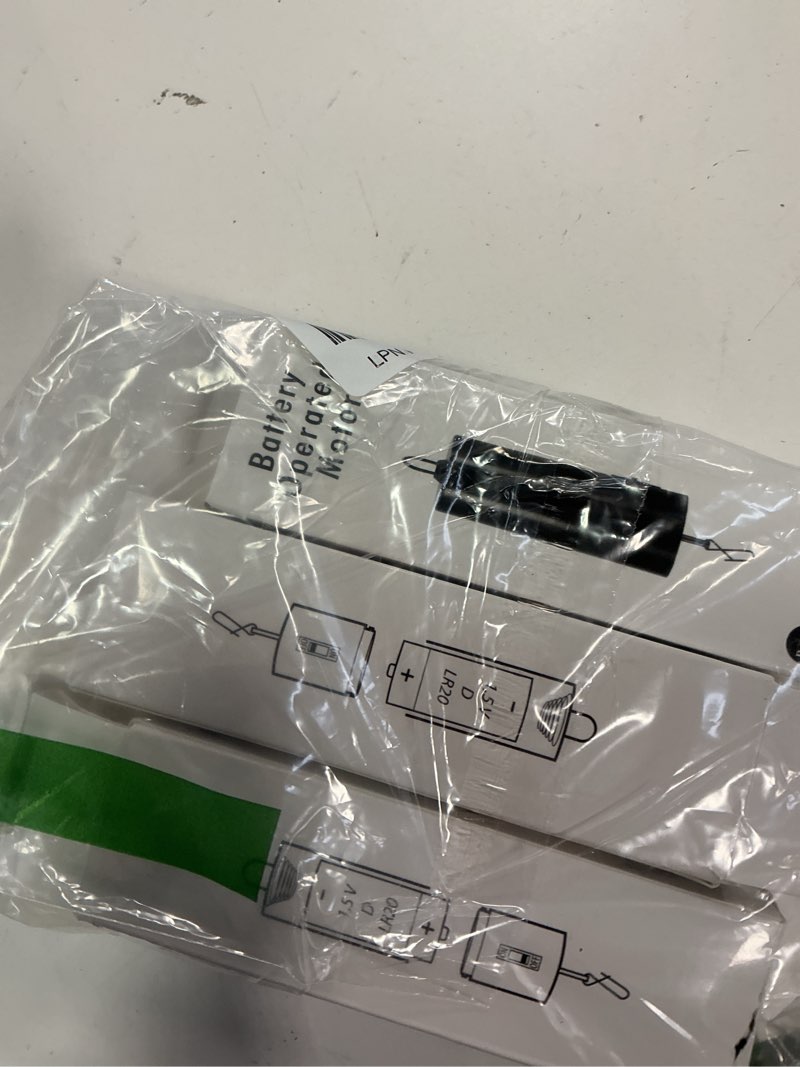 LPN
Battery
Operated
Motor
1.5V
D
LR20
1.5V
D
LR20